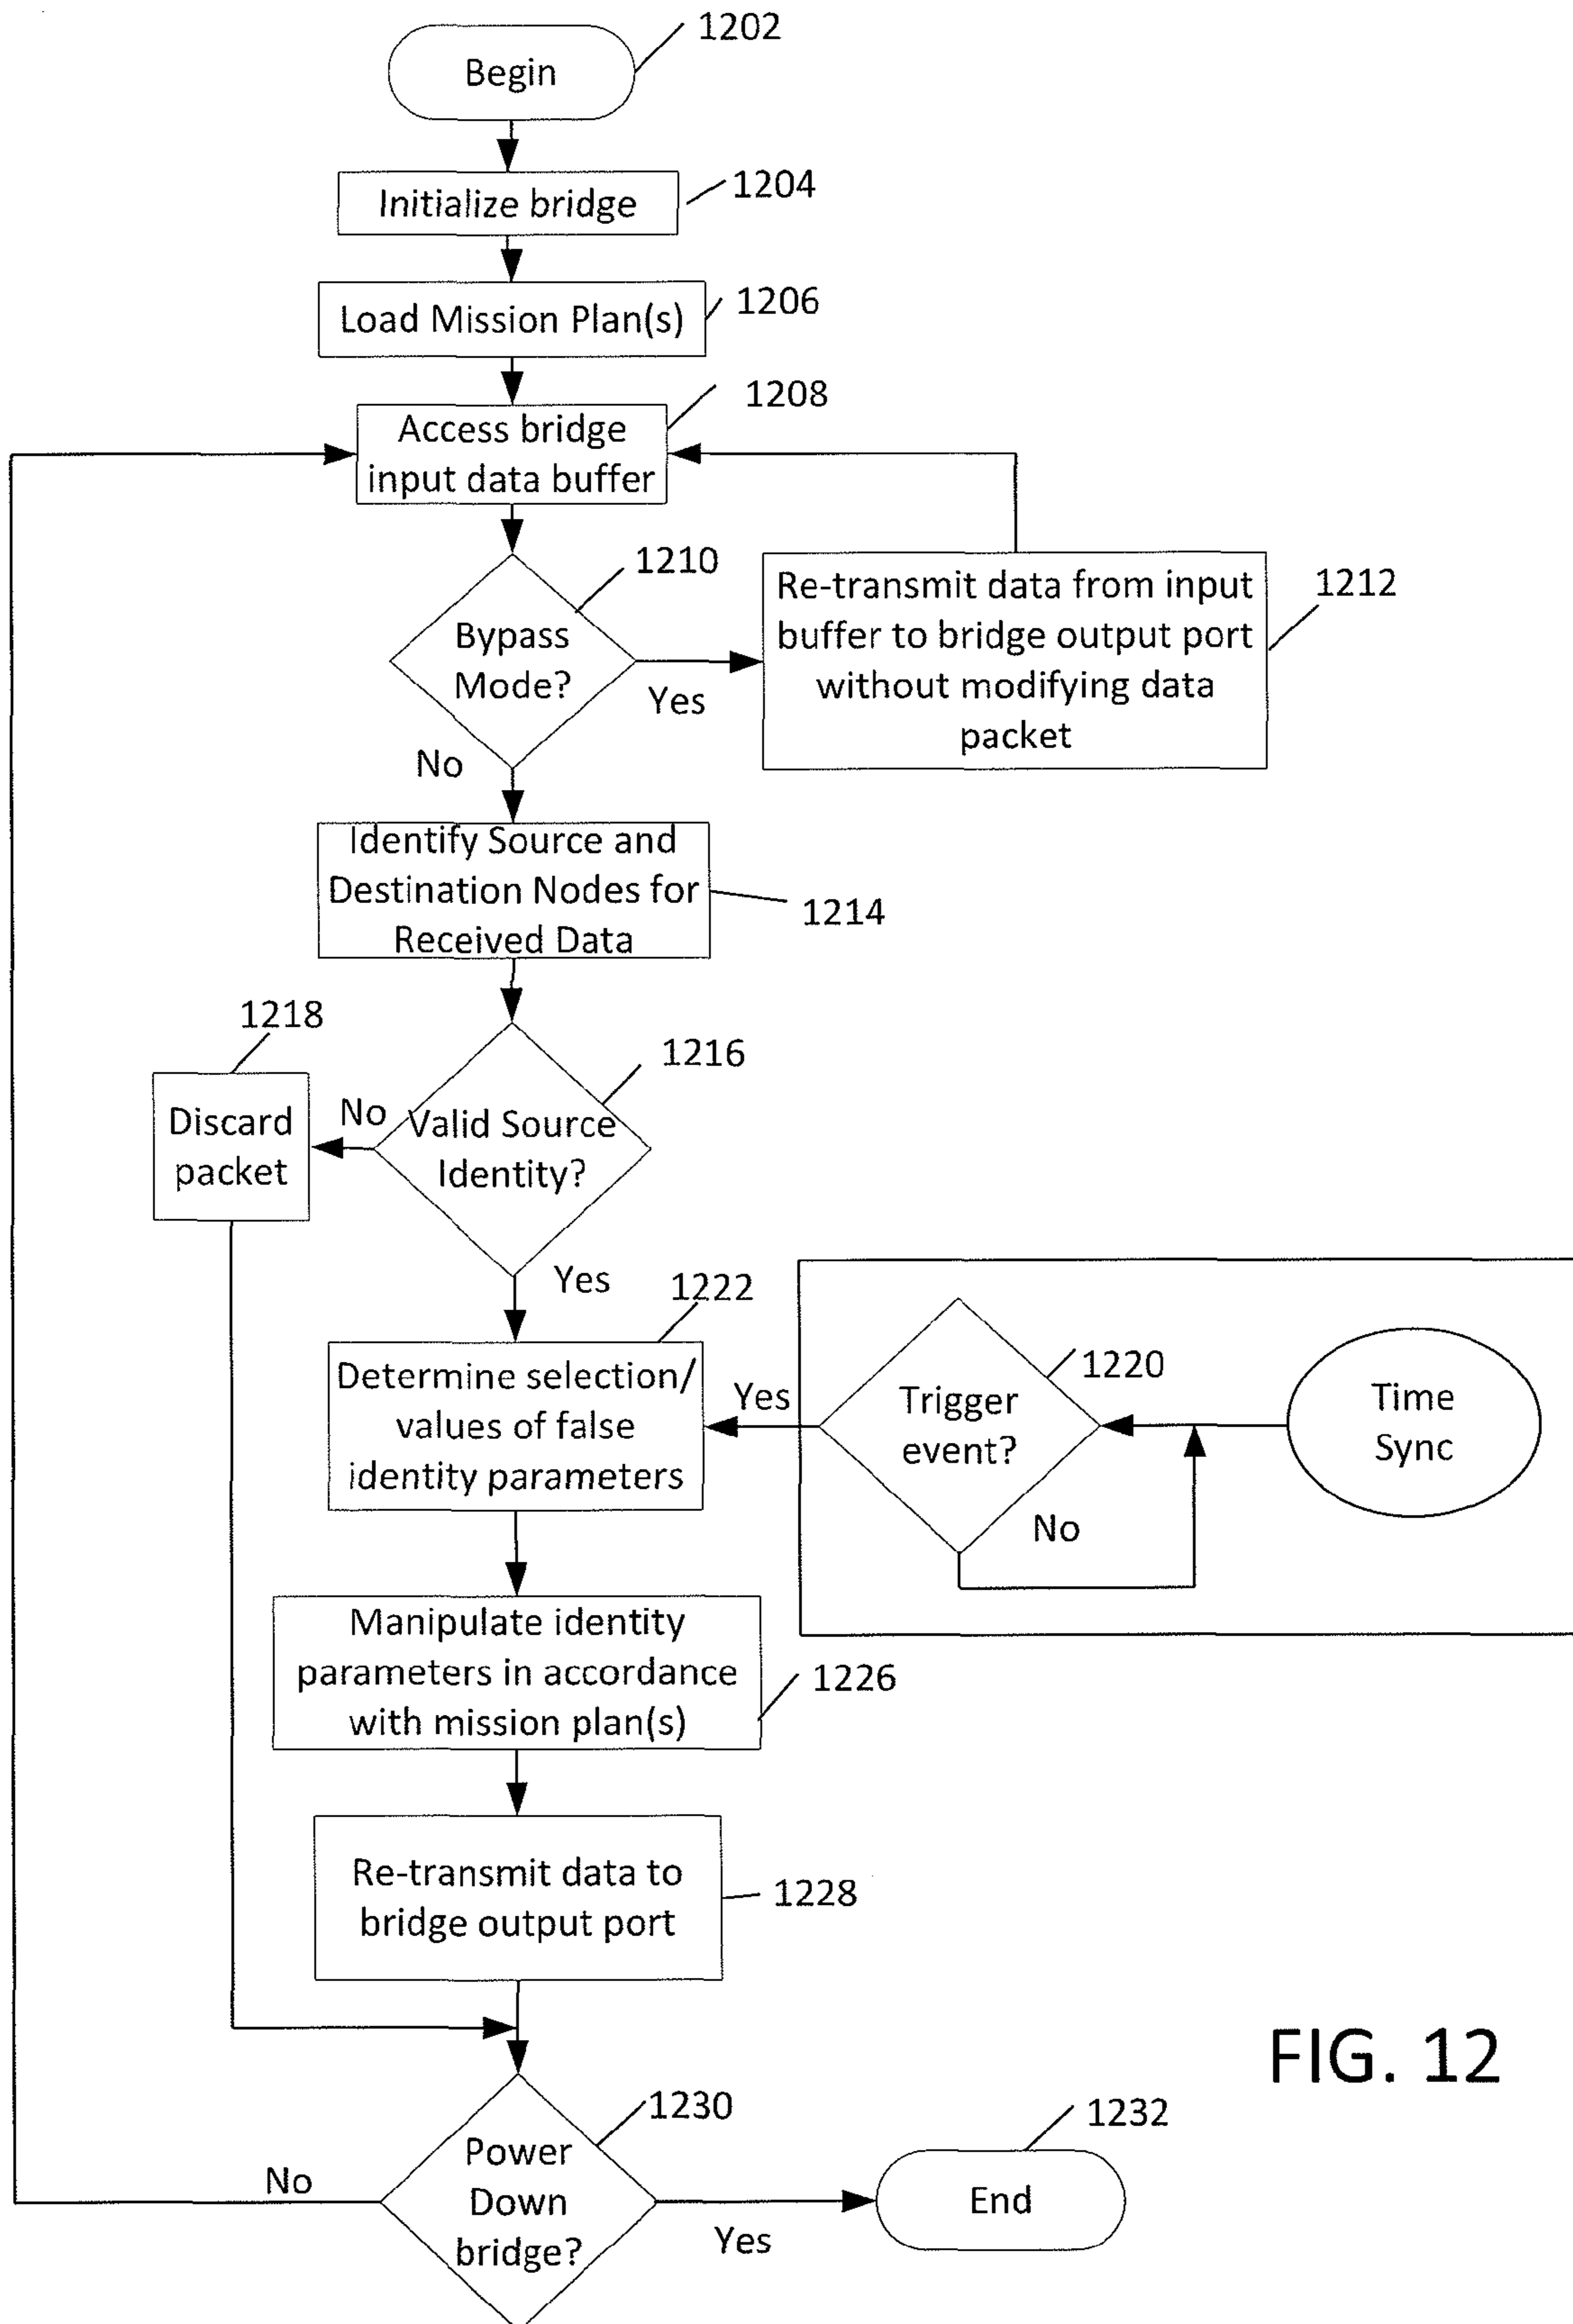 1202
Begin
1204
Initialize bridge
1206
Load Mission Plan(s)
1208
Access bridge
input data buffer
1210
Bypass
Mode?
Yes
No
Re-transmit data from input
buffer to bridge output port
without modifying data
packet
1212
Identify Source and
Destination Nodes for
Received Data
1214
1218
Discard
packet
No
1216
Valid Source
Identity?
Yes
1222
Determine selection/
values of false
identity parameters
Yes
1220
Trigger
event?
No
Time
Sync
Manipulate identity
parameters in accordance
with mission plan(s)
1226
Re-transmit data to
bridge output port
1228
FIG. 12
1230
Power
Down
bridge?
No
Yes
1232
End